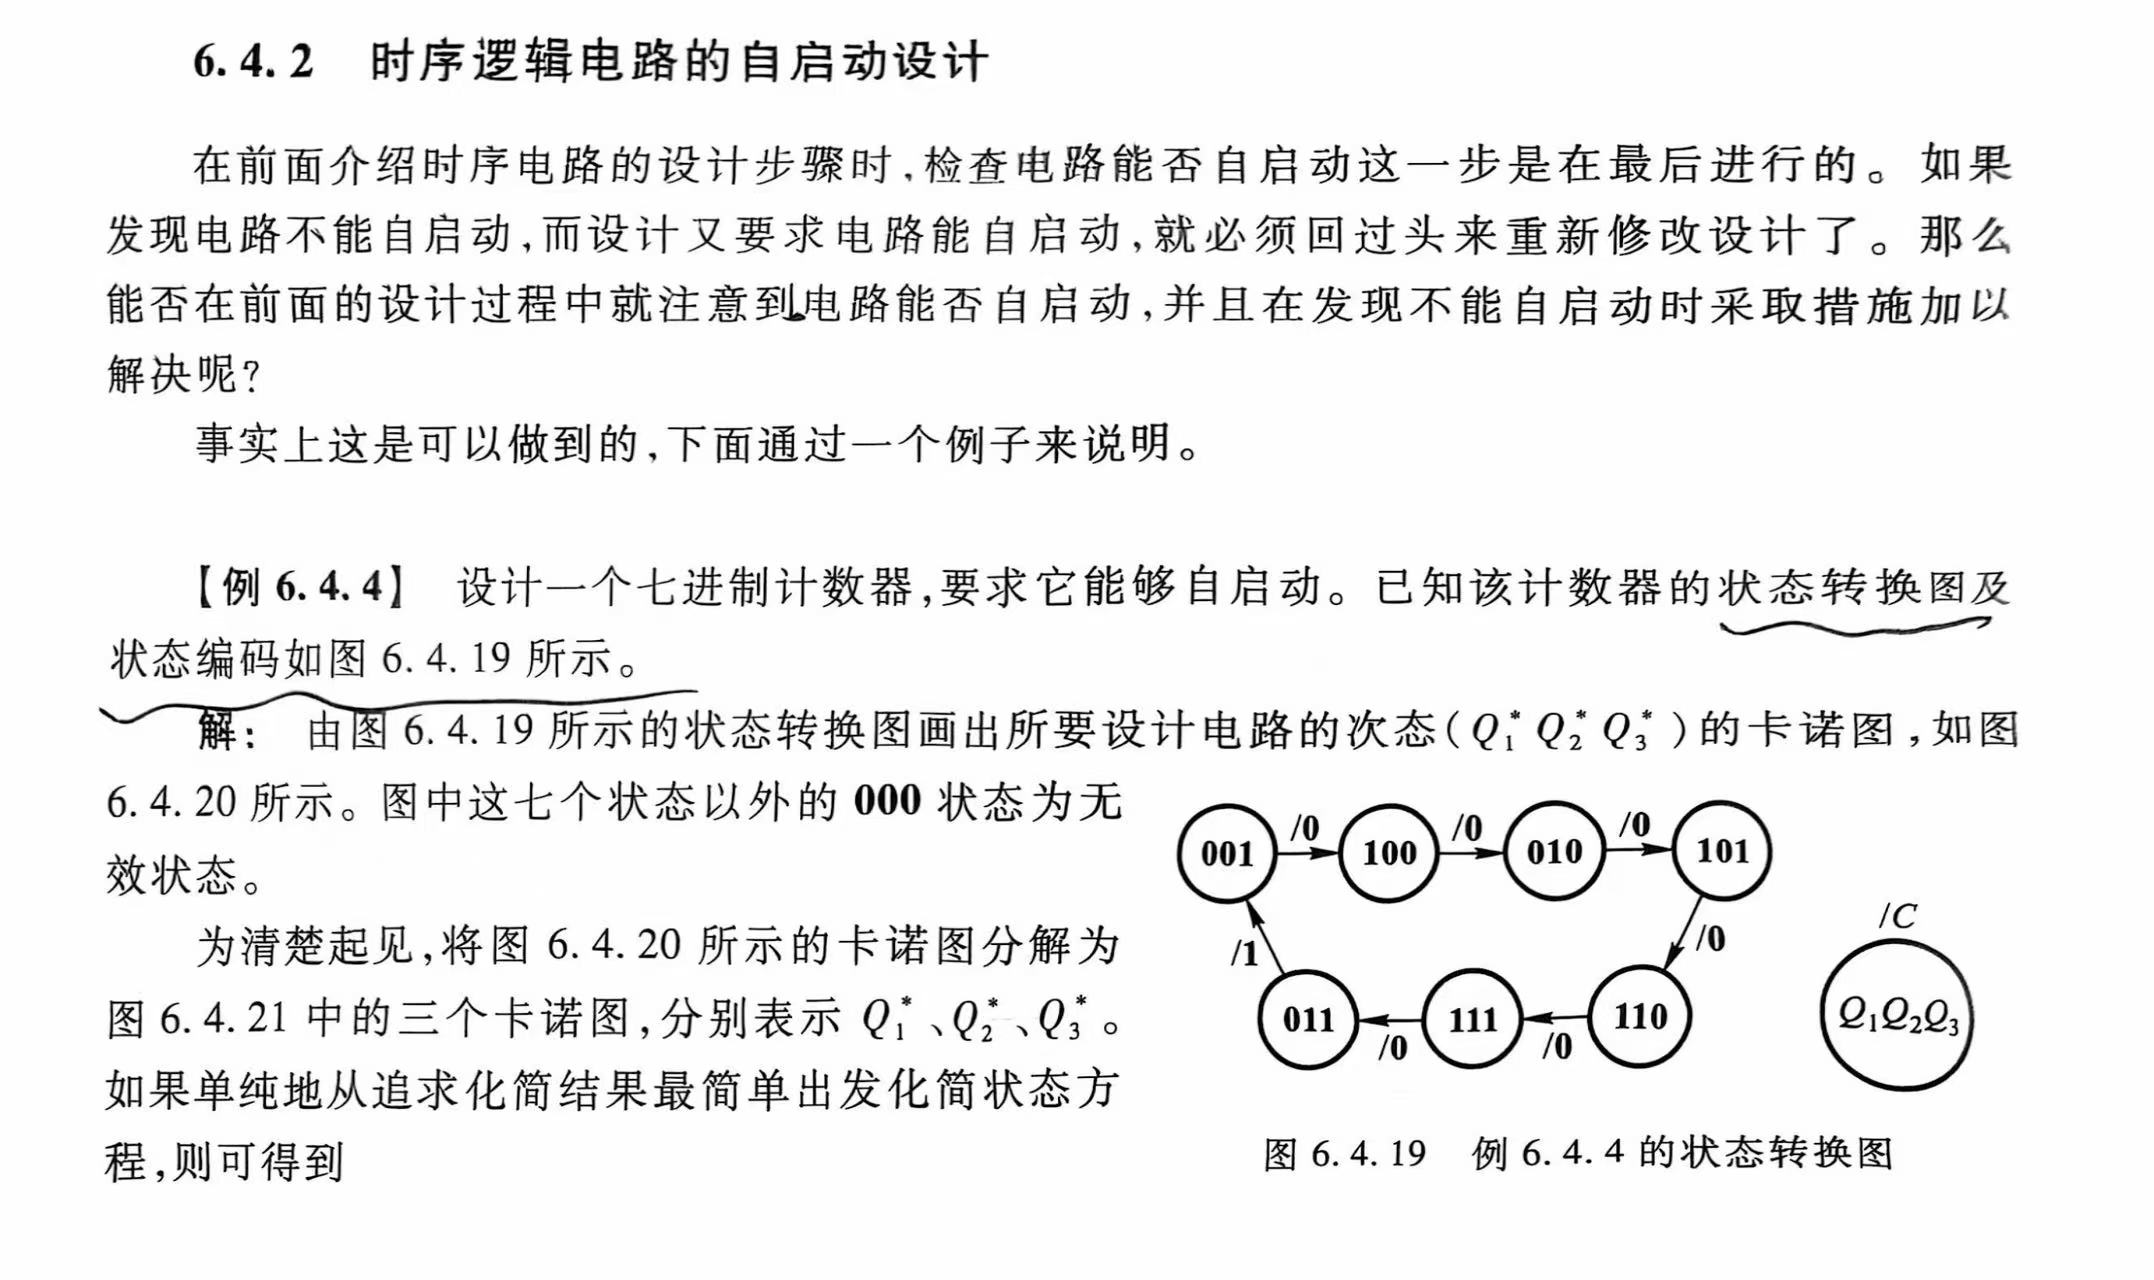 6.4.2 时序逻辑电路的自启动设计
在前面介绍时序电路的设计步骤时,检查电路能否自启动这一步是在最后进行的。如果
发现电路不能自启动,而设计又要求电路能自启动,就必须回过头来重新修改设计了。那么
能否在前面的设计过程中就注意到电路能否自启动,并且在发现不能自启动时采取措施加以
解决呢?
事实上这是可以做到的,下面通过一个例子来说明。
【例 6.4.4】 设计一个七进制计数器,要求它能够自启动。已知该计数器的状态转换图及
状态编码如图 6.4.19 所示。
解: 由图 6.4.19 所示的状态转换图画出所要设计电路的次态(Q₁* Q₂* Q₃*)的卡诺图,如图
6.4.20 所示。图中这七个状态以外的 000 状态为无
效状态。
为清楚起见,将图 6.4.20 所示的卡诺图分解为
图 6.4.21 中的三个卡诺图,分别表示 Q₁*、Q₂*、Q₃*。
如果单纯地从追求化简结果最简单出发化简状态方
程,则可得到
/0 /0 /0
001 100 010 101
/C
/1 /0
011 111 110 Q₁Q₂Q₃
/0 /0
图 6.4.19 例 6.4.4 的状态转换图